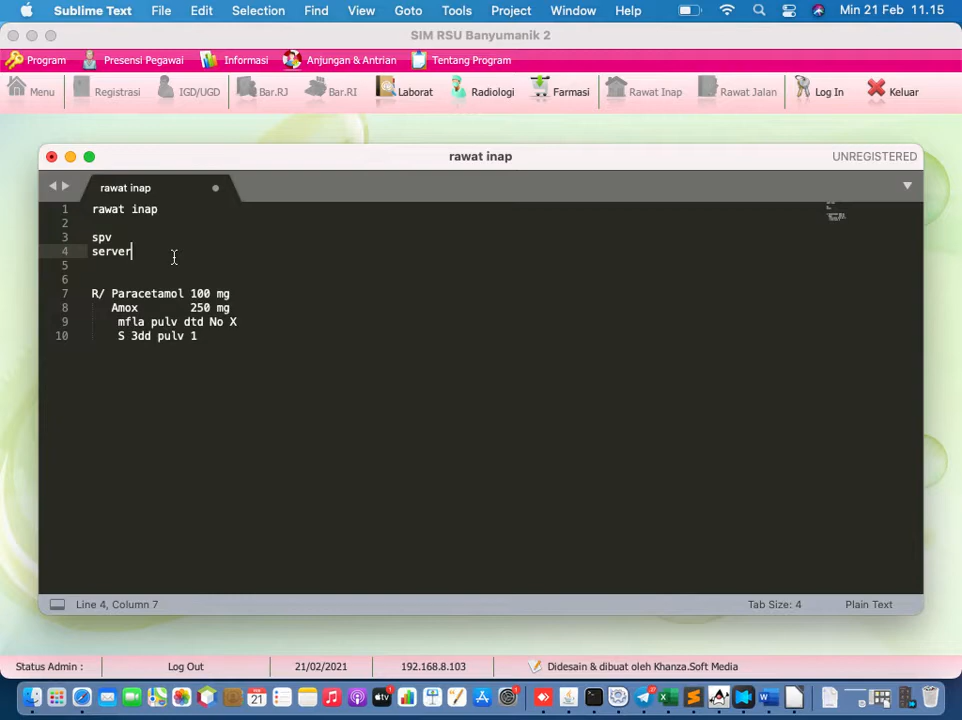 Sublime Text File Edit Selection Find View Goto Tools Project Window Help Min 21 Feb 11.15
SIM RSU Banyumanik 2
Program Presensi Pegawai Informasi Anjungan & Antrian Tentang Program
Menu Registrasi IGD/UGD Bar.RJ Bar.RI Laborat Radiologi Farmasi Rawat Inap Rawat Jalan Log In Keluar
rawat inap UNREGISTERED
rawat inap
1 rawat inap
2
3 spv
4 server
5
6
7 R/ Paracetamol 100 mg
8 Amox 250 mg
9 mfla pulv dtd No X
10 S 3dd pulv 1
Line 4, Column 7 Tab Size: 4 Plain Text
Status Admin : Log Out 21/02/2021 192.168.8.103 Didesain & dibuat oleh Khanza.Soft Media